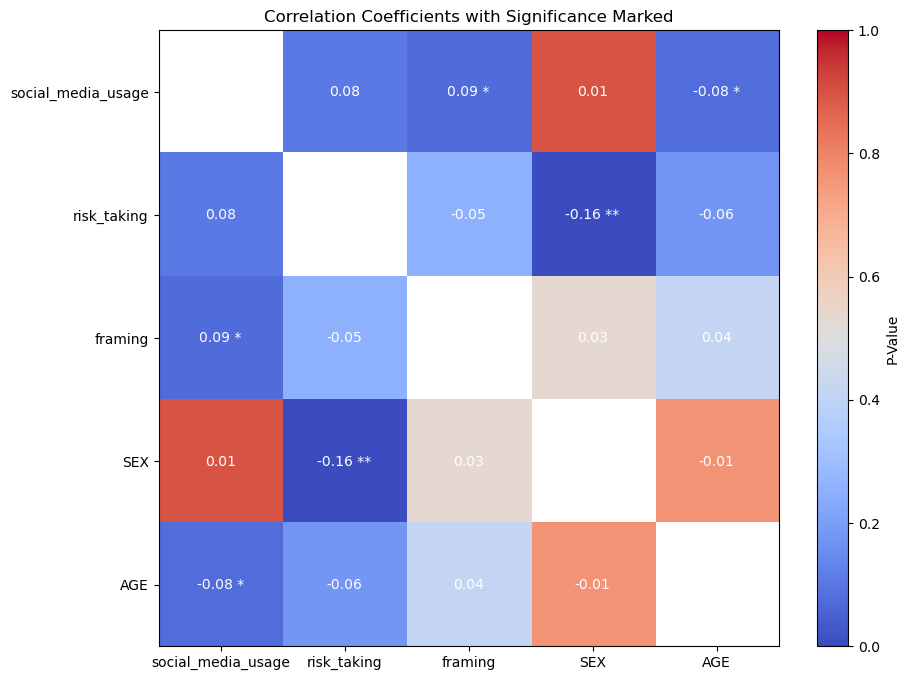 Correlation Coefficients with Significance Marked
social_media_usage
0.08
0.09 *
0.01
-0.08 *
risk_taking
0.08
-0.05
-0.16 **
-0.06
framing
0.09 *
-0.05
0.03
0.04
SEX
0.01
-0.16 **
0.03
-0.01
AGE
-0.08 *
-0.06
0.04
-0.01
social_media_usage
risk_taking
framing
SEX
AGE
1.0
0.8
0.6
0.4
0.2
0.0
P-Value